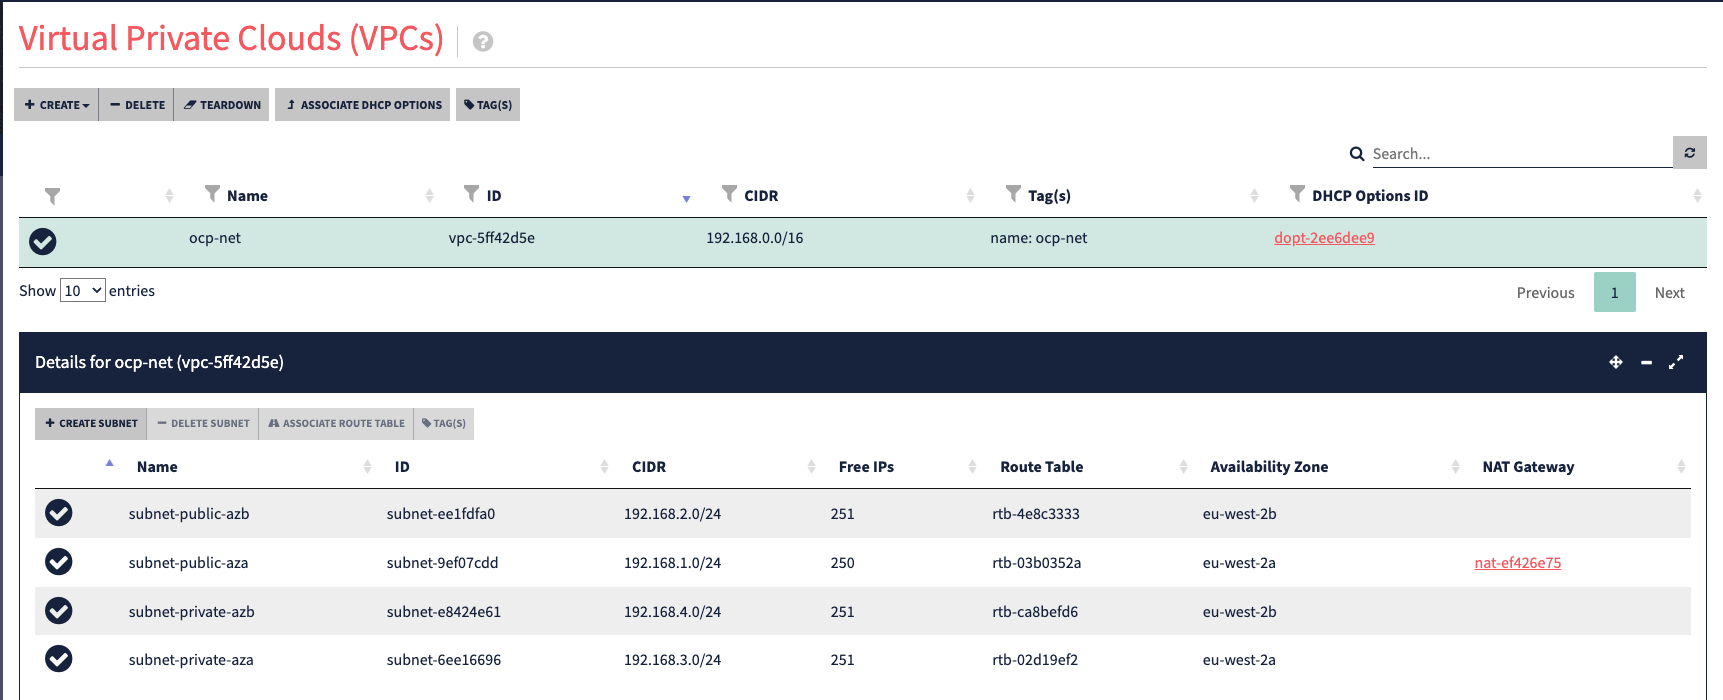 Virtual Private Clouds (VPCs)
CREATE DELETE TEARDOWN ASSOCIATE DHCP OPTIONS TAG(S)
Search...
Name ID CIDR Tag(s) DHCP Options ID
ocp-net vpc-5ff42d5e 192.168.0.0/16 name: ocp-net dopt-2ee6dee9
Show 10 entries Previous 1 Next
Details for ocp-net (vpc-5ff42d5e)
CREATE SUBNET DELETE SUBNET ASSOCIATE ROUTE TABLE TAG(S)
Name ID CIDR Free IPs Route Table Availability Zone NAT Gateway
subnet-public-azb subnet-ee1fdfa0 192.168.2.0/24 251 rtb-4e8c3333 eu-west-2b
subnet-public-aza subnet-9ef07cdd 192.168.1.0/24 250 rtb-03b0352a eu-west-2a nat-ef426e75
subnet-private-azb subnet-e8424e61 192.168.4.0/24 251 rtb-ca8befd6 eu-west-2b
subnet-private-aza subnet-6ee16696 192.168.3.0/24 251 rtb-02d19ef2 eu-west-2a